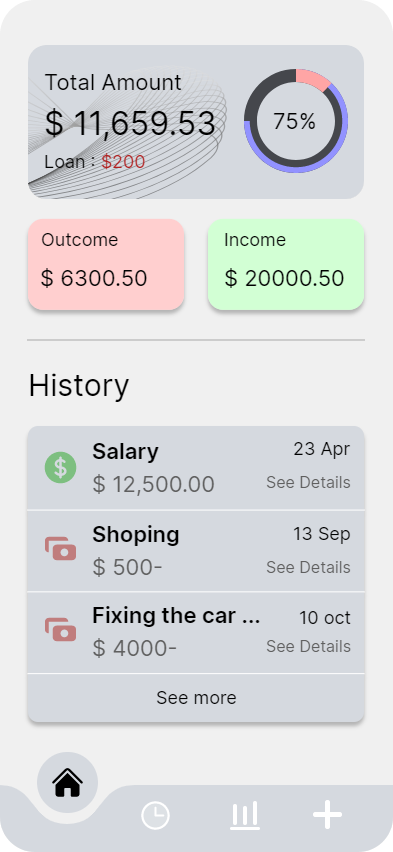 Total Amount
$ 11,659.53
Loan : $200
75%
Outcome
$ 6300.50
Income
$ 20000.50
History
Salary
23 Apr
$ 12,500.00
See Details
Shoping
13 Sep
$ 500-
See Details
Fixing the car ...
10 oct
$ 4000-
See Details
See more